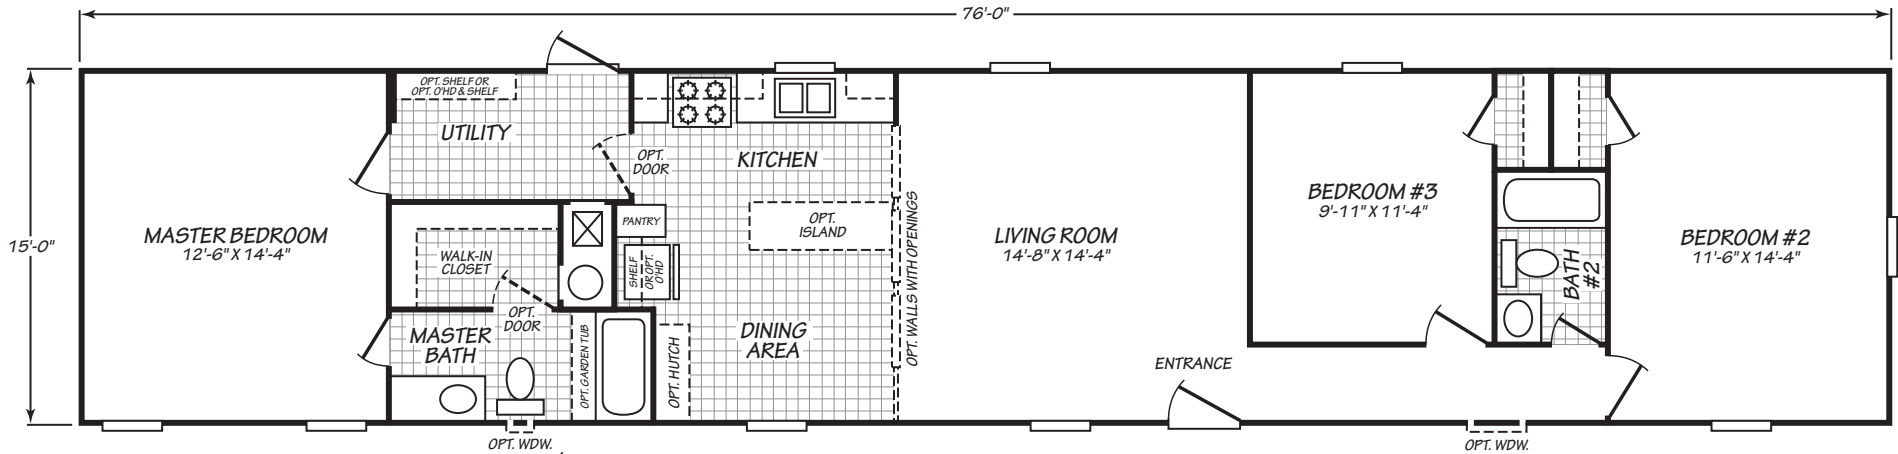 76'-0"
15'-0"
MASTER BEDROOM
12'-6" X 14'-4"
OPT. SHELF OR
OPT. O'HD & SHELF
UTILITY
OPT.
DOOR
KITCHEN
PANTRY
OPT.
ISLAND
WALK-IN
CLOSET
SHELF
OR OPT.
O'HD
OPT.
DOOR
MASTER
BATH
OPT. GARDEN TUB
OPT. HUTCH
DINING
AREA
OPT. WALLS WITH OPENINGS
OPT. WDW.
LIVING ROOM
14'-8" X 14'-4"
ENTRANCE
BEDROOM #3
9'-11" X 11'-4"
BATH
#2
BEDROOM #2
11'-6" X 14'-4"
OPT. WDW.